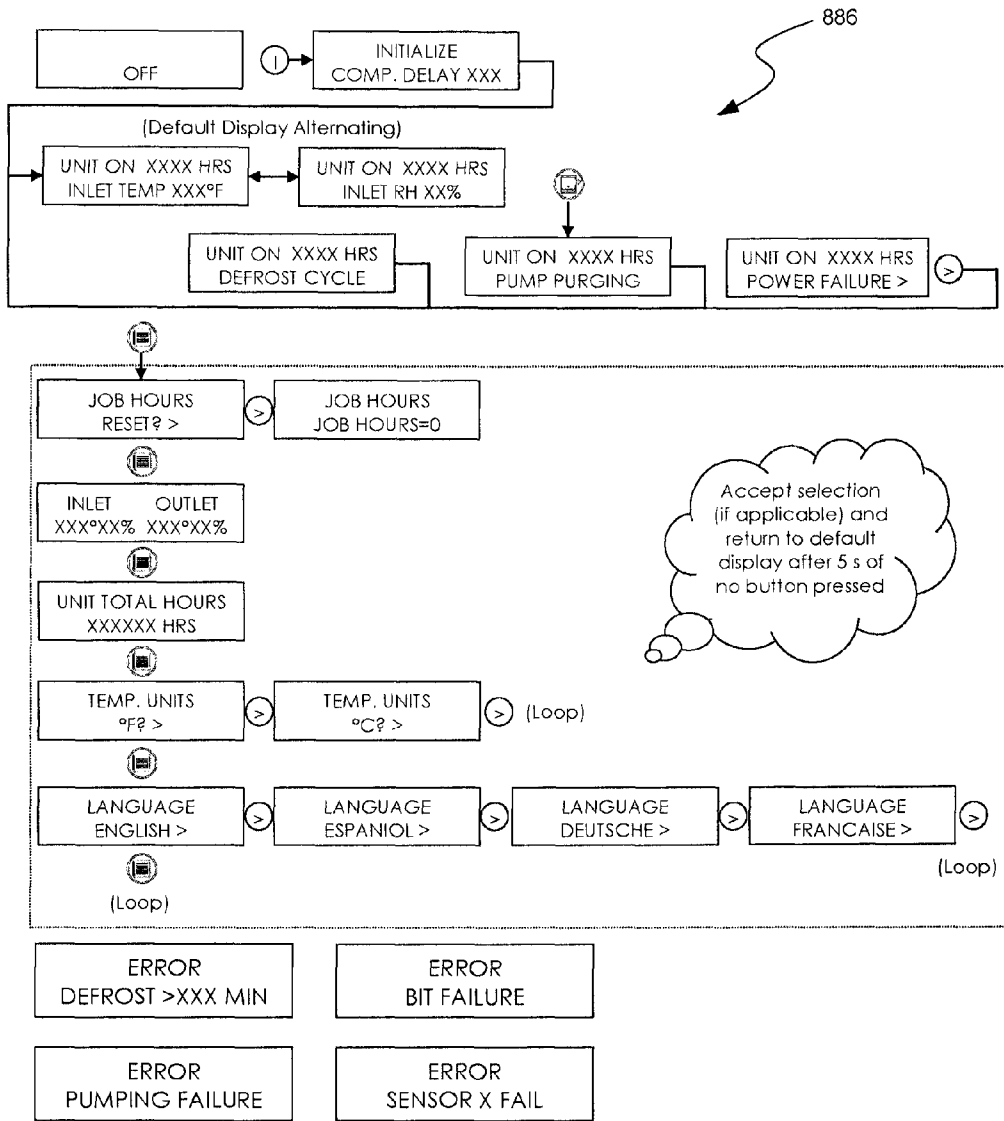 886
OFF
INITIALIZE
COMP. DELAY XXX
(Default Display Alternating)
UNIT ON XXXX HRS
INLET TEMP XXX°F
UNIT ON XXXX HRS
INLET RH XX%
UNIT ON XXXX HRS
DEFROST CYCLE
UNIT ON XXXX HRS
PUMP PURGING
UNIT ON XXXX HRS
POWER FAILURE >
>
JOB HOURS
RESET? >
>
JOB HOURS
JOB HOURS=0
INLET OUTLET
XXX°XX% XXX°XX%
Accept selection
(if applicable) and
return to default
display after 5 s of
no button pressed
UNIT TOTAL HOURS
XXXXXX HRS
TEMP. UNITS
°F? >
>
TEMP. UNITS
°C? >
> (Loop)
LANGUAGE
ENGLISH >
>
LANGUAGE
ESPANIOL >
>
LANGUAGE
DEUTSCHE >
>
LANGUAGE
FRANCAISE >
>
(Loop)
(Loop)
ERROR
DEFROST >XXX MIN
ERROR
BIT FAILURE
ERROR
PUMPING FAILURE
ERROR
SENSOR X FAIL